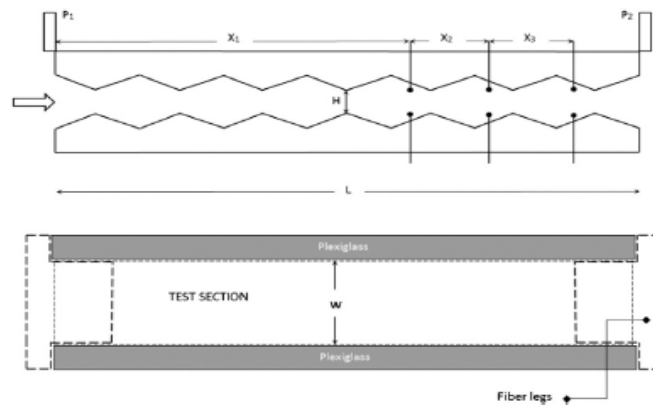 P1
P2
X1
X2
X3
H
L
Plexiglass
TEST SECTION
W
Plexiglass
Fiber legs